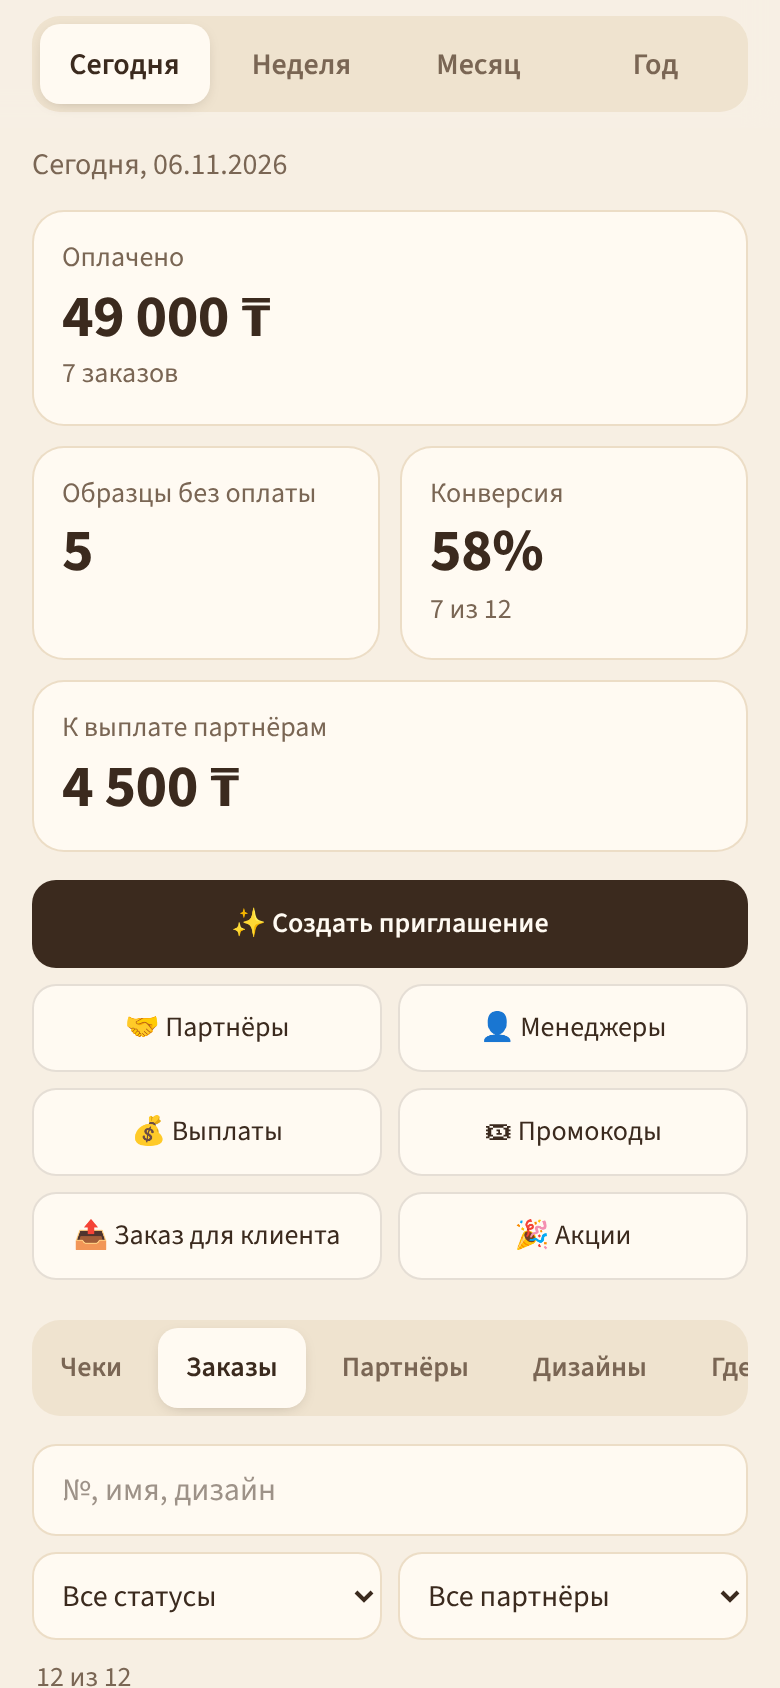 Сегодня Неделя Месяц Год
Сегодня, 06.11.2026
Оплачено
49 000 ₸
7 заказов
Образцы без оплаты
5
Конверсия
58%
7 из 12
К выплате партнёрам
4 500 ₸
✨ Создать приглашение
🤝 Партнёры
👤 Менеджеры
💰 Выплаты
🎟 Промокоды
📤 Заказ для клиента
🎉 Акции
Чеки Заказы Партнёры Дизайны Где
№, имя, дизайн
Все статусы
Все партнёры
12 из 12